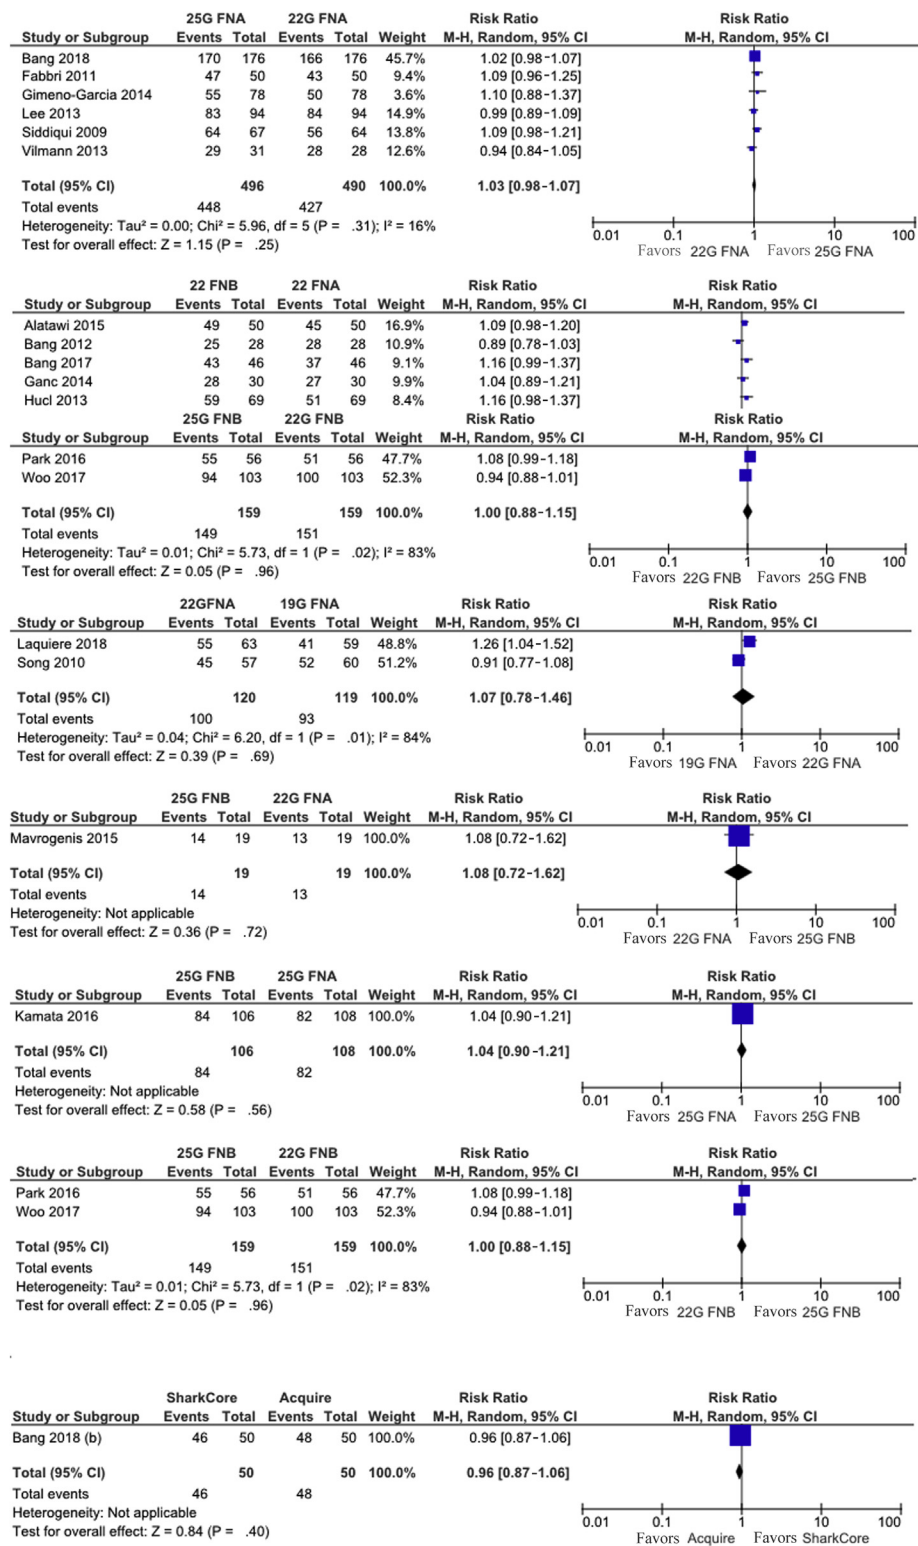 25G FNA 22G FNA Risk Ratio Risk Ratio
Study or Subgroup Events Total Events Total Weight M-H, Random, 95% CI M-H, Random, 95% CI
Bang 2018 170 176 166 176 45.7% 1.02 [0.98-1.07]
Fabbri 2011 47 50 43 50 9.4% 1.09 [0.96-1.25]
Gimeno-Garcia 2014 55 78 50 78 3.6% 1.10 [0.88-1.37]
Lee 2013 83 94 84 94 14.9% 0.99 [0.89-1.09]
Siddiqui 2009 64 67 56 64 13.8% 1.09 [0.98-1.21]
Vilmann 2013 29 31 28 28 12.6% 0.94 [0.84-1.05]
Total (95% CI) 496 490 100.0% 1.03 [0.98-1.07]
Total events 448 427
Heterogeneity: Tau² = 0.00; Chi² = 5.96, df = 5 (P = .31); I² = 16%
Test for overall effect: Z = 1.15 (P = .25)
0.01 0.1 1 10 100
Favors 22G FNA Favors 25G FNA
22 FNB 22 FNA Risk Ratio Risk Ratio
Study or Subgroup Events Total Events Total Weight M-H, Random, 95% CI M-H, Random, 95% CI
Alatawi 2015 49 50 45 50 16.9% 1.09 [0.98-1.20]
Bang 2012 25 28 28 28 10.9% 0.89 [0.78-1.03]
Bang 2017 43 46 37 46 9.1% 1.16 [0.99-1.37]
Ganc 2014 28 30 27 30 9.9% 1.04 [0.89-1.21]
Hucl 2013 59 69 51 69 8.4% 1.16 [0.98-1.37]
25G FNB 22G FNB Risk Ratio Risk Ratio
Study or Subgroup Events Total Events Total Weight M-H, Random, 95% CI M-H, Random, 95% CI
Park 2016 55 56 51 56 47.7% 1.08 [0.99-1.18]
Woo 2017 94 103 100 103 52.3% 0.94 [0.88-1.01]
Total (95% CI) 159 159 100.0% 1.00 [0.88-1.15]
Total events 149 151
Heterogeneity: Tau² = 0.01; Chi² = 5.73, df = 1 (P = .02); I² = 83%
Test for overall effect: Z = 0.05 (P = .96)
0.01 0.1 1 10 100
Favors 22G FNB Favors 25G FNB
22GFNA 19G FNA Risk Ratio Risk Ratio
Study or Subgroup Events Total Events Total Weight M-H, Random, 95% CI M-H, Random, 95% CI
Laquiere 2018 55 63 41 59 48.8% 1.26 [1.04-1.52]
Song 2010 45 57 52 60 51.2% 0.91 [0.77-1.08]
Total (95% CI) 120 119 100.0% 1.07 [0.78-1.46]
Total events 100 93
Heterogeneity: Tau² = 0.04; Chi² = 6.20, df = 1 (P = .01); I² = 84%
Test for overall effect: Z = 0.39 (P = .69)
0.01 0.1 1 10 100
Favors 19G FNA Favors 22G FNA
25G FNB 22G FNA Risk Ratio Risk Ratio
Study or Subgroup Events Total Events Total Weight M-H, Random, 95% CI M-H, Random, 95% CI
Mavrogenis 2015 14 19 13 19 100.0% 1.08 [0.72-1.62]
Total (95% CI) 19 19 100.0% 1.08 [0.72-1.62]
Total events 14 13
Heterogeneity: Not applicable
Test for overall effect: Z = 0.36 (P = .72)
0.01 0.1 1 10 100
Favors 22G FNA Favors 25G FNB
25G FNB 25G FNA Risk Ratio Risk Ratio
Study or Subgroup Events Total Events Total Weight M-H, Random, 95% CI M-H, Random, 95% CI
Kamata 2016 84 106 82 108 100.0% 1.04 [0.90-1.21]
Total (95% CI) 106 108 100.0% 1.04 [0.90-1.21]
Total events 84 82
Heterogeneity: Not applicable
Test for overall effect: Z = 0.58 (P = .56)
0.01 0.1 1 10 100
Favors 25G FNA Favors 25G FNB
25G FNB 22G FNB Risk Ratio Risk Ratio
Study or Subgroup Events Total Events Total Weight M-H, Random, 95% CI M-H, Random, 95% CI
Park 2016 55 56 51 56 47.7% 1.08 [0.99-1.18]
Woo 2017 94 103 100 103 52.3% 0.94 [0.88-1.01]
Total (95% CI) 159 159 100.0% 1.00 [0.88-1.15]
Total events 149 151
Heterogeneity: Tau² = 0.01; Chi² = 5.73, df = 1 (P = .02); I² = 83%
Test for overall effect: Z = 0.05 (P = .96)
0.01 0.1 1 10 100
Favors 22G FNB Favors 25G FNB
SharkCore Acquire Risk Ratio Risk Ratio
Study or Subgroup Events Total Events Total Weight M-H, Random, 95% CI M-H, Random, 95% CI
Bang 2018 (b) 46 50 48 50 100.0% 0.96 [0.87-1.06]
Total (95% CI) 50 50 100.0% 0.96 [0.87-1.06]
Total events 46 48
Heterogeneity: Not applicable
Test for overall effect: Z = 0.84 (P = .40)
0.01 0.1 1 10 100
Favors Acquire Favors SharkCore